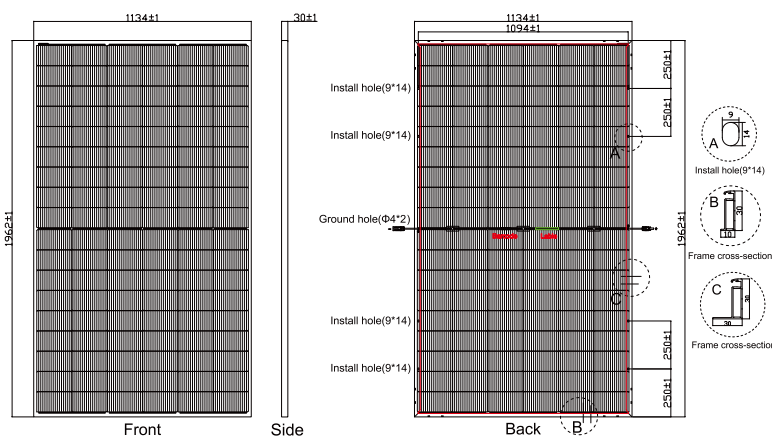 1134±1
30±1
1134±1
1094±1
1962±1
Install hole(9*14)
Install hole(9*14)
Ground hole(Φ4*2)
Install hole(9*14)
Install hole(9*14)
250±1
250±1
250±1
250±1
1962±1
Barcode
Label
A
C
B
Front
Side
Back
A
9
14
Install hole(9*14)
B
30
10
Frame cross-section
C
30
30
Frame cross-section